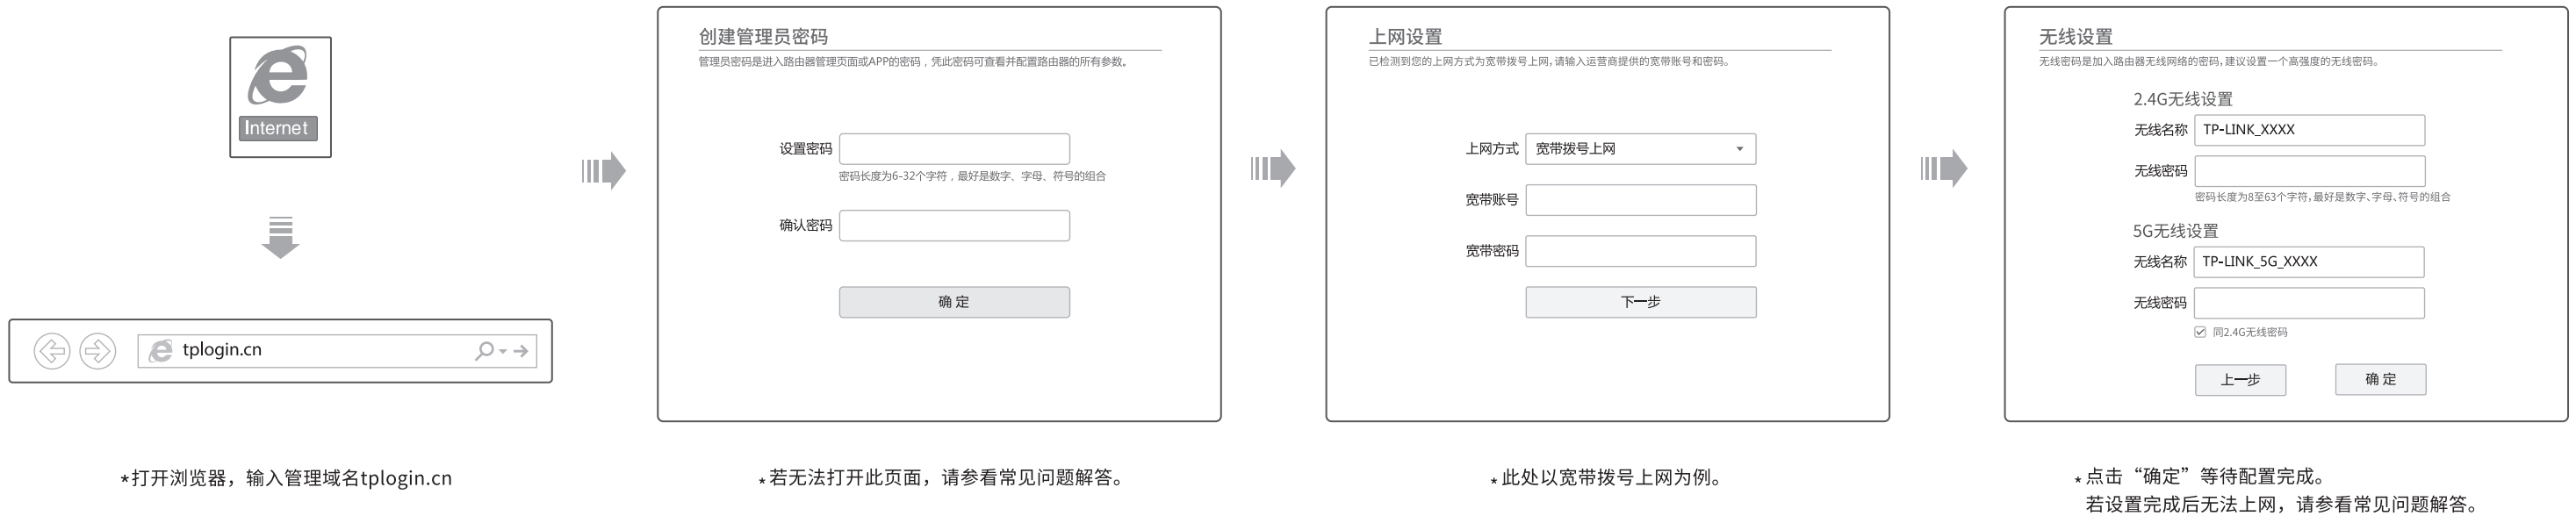 Internet
tplogin.cn
*打开浏览器，输入管理域名tplogin.cn
创建管理员密码
管理员密码是进入路由器管理页面或APP的密码，凭此密码可查看并配置路由器的所有参数。
设置密码
密码长度为6-32个字符，最好是数字、字母、符号的组合
确认密码
确 定
*若无法打开此页面，请参看常见问题解答。
上网设置
已检测到您的上网方式为宽带拨号上网，请输入运营商提供的宽带账号和密码。
上网方式 宽带拨号上网
宽带账号
宽带密码
下一步
*此处以宽带拨号上网为例。
无线设置
无线密码是加入路由器无线网络的密码，建议设置一个高强度的无线密码。
2.4G无线设置
无线名称 TP-LINK_XXXX
无线密码
密码长度为8至63个字符，最好是数字、字母、符号的组合
5G无线设置
无线名称 TP-LINK_5G_XXXX
无线密码
同2.4G无线密码
上一步 确 定
*点击“确定”等待配置完成。
若设置完成后无法上网，请参看常见问题解答。